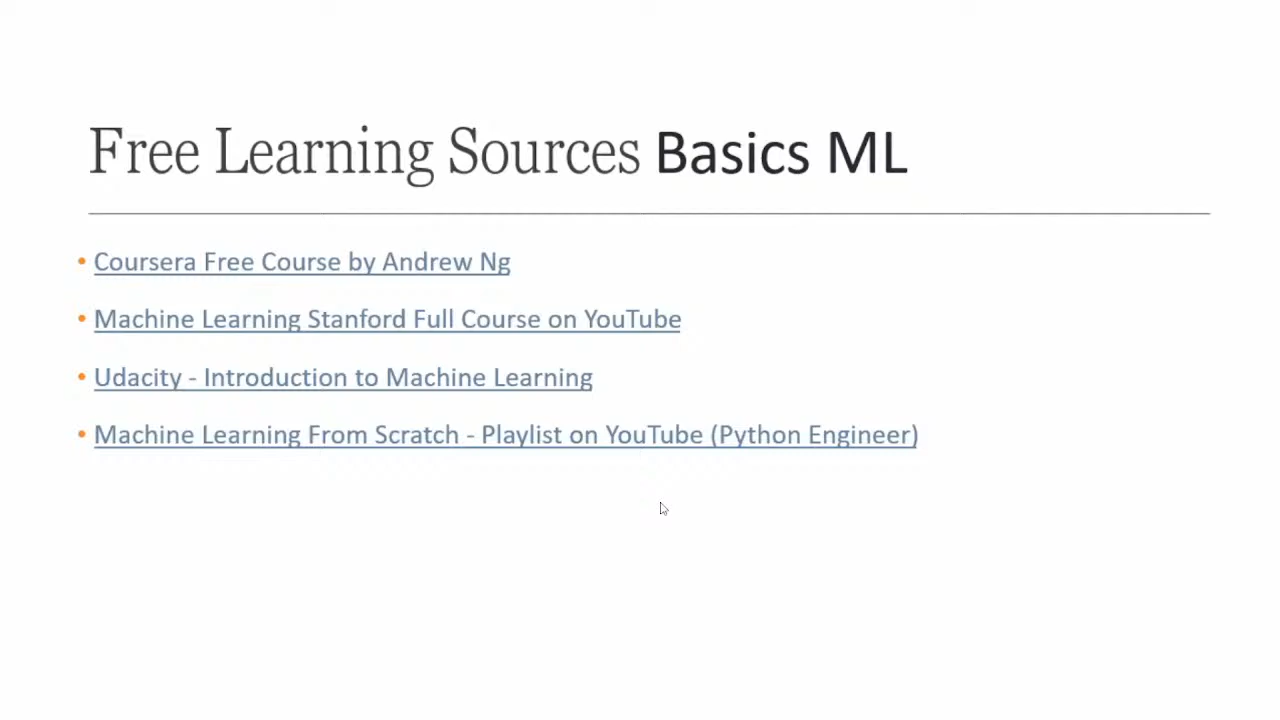 Free Learning Sources Basics ML
• Coursera Free Course by Andrew Ng
• Machine Learning Stanford Full Course on YouTube
• Udacity - Introduction to Machine Learning
• Machine Learning From Scratch - Playlist on YouTube (Python Engineer)